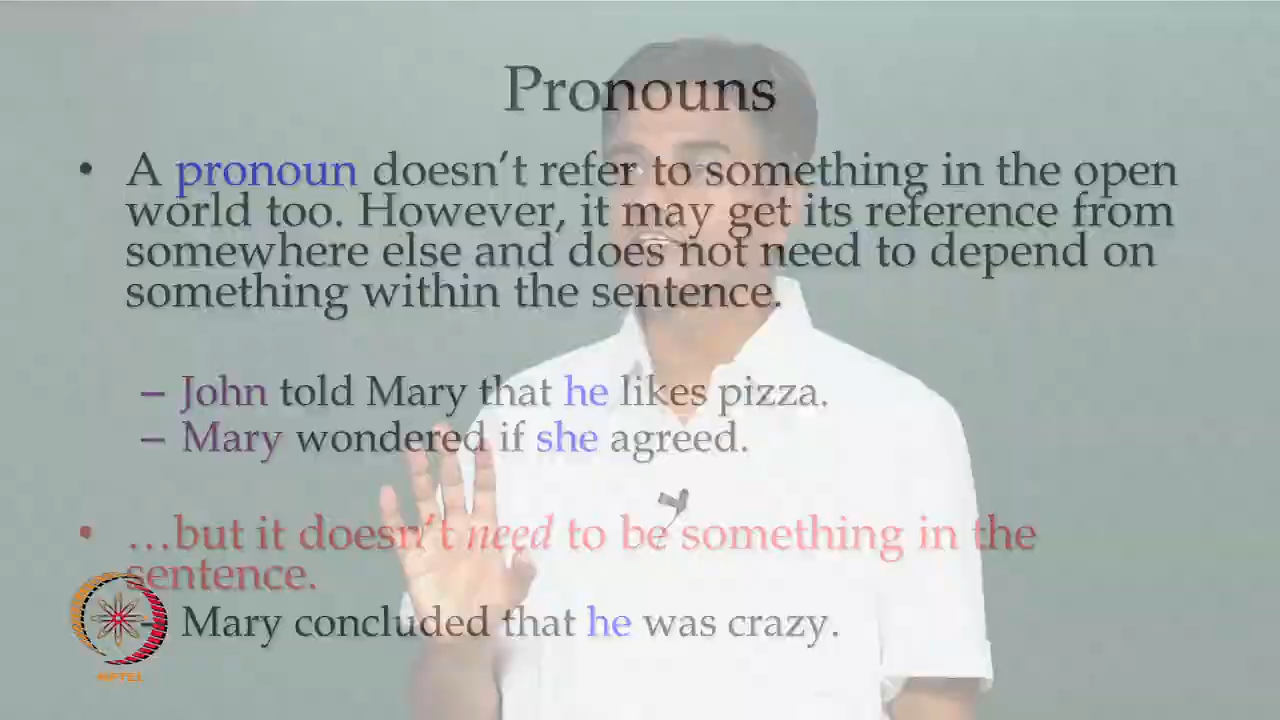 Pronouns
• A pronoun doesn't refer to something in the open
world too. However, it may get its reference from
somewhere else and does not need to depend on
something within the sentence.
– John told Mary that he likes pizza.
– Mary wondered if she agreed.
• …but it doesn't need to be something in the
sentence.
– Mary concluded that he was crazy.
NPTEL